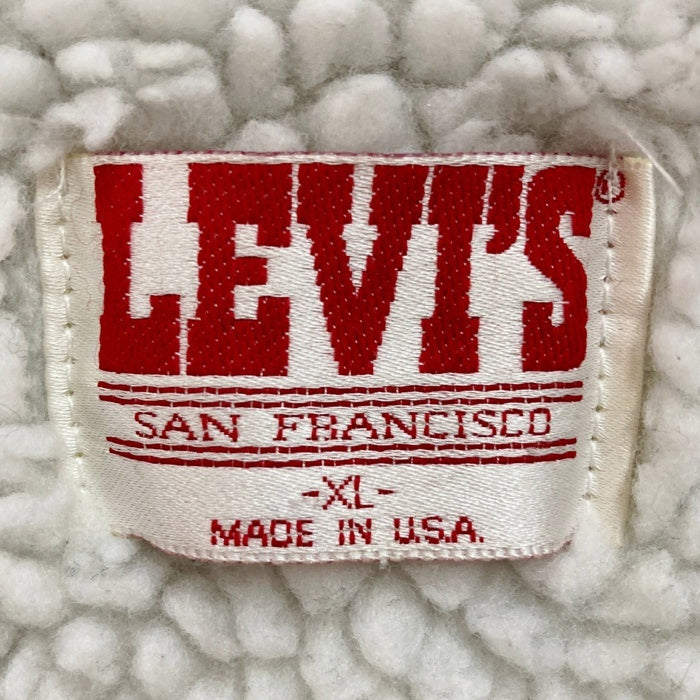 LEVI'S®
SAN FRANCISCO
-XL-
MADE IN U.S.A.